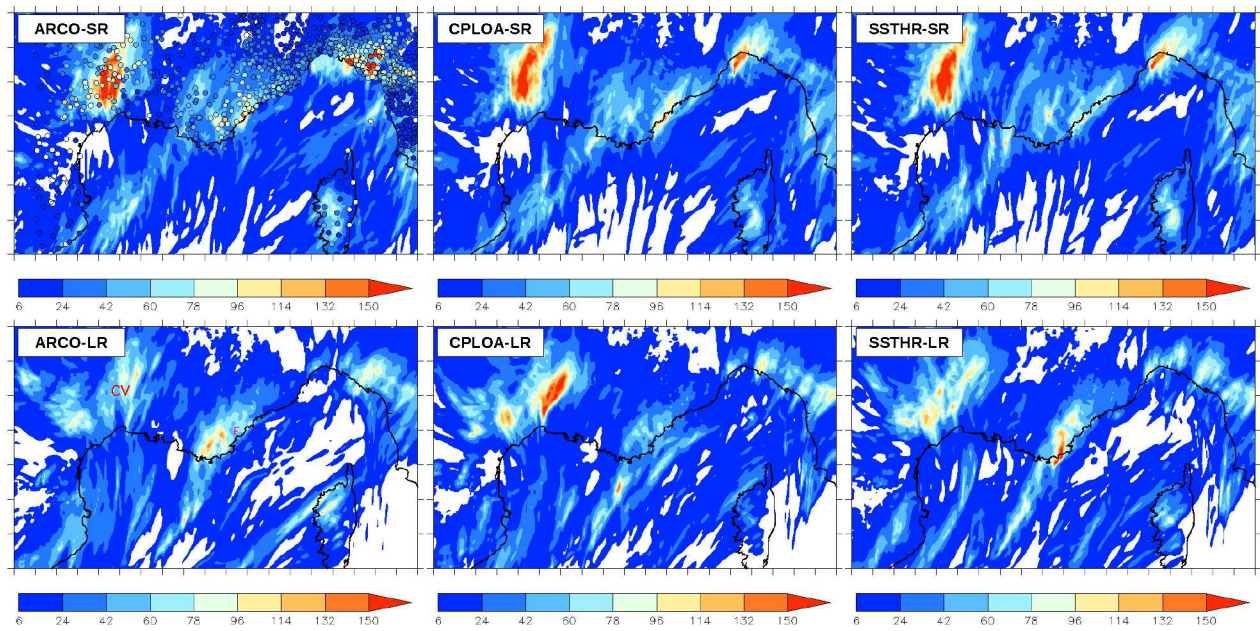 ARCO-SR CPLOA-SR SSTHR-SR
6 24 42 60 78 96 114 132 150 6 24 42 60 78 96 114 132 150 6 24 42 60 78 96 114 132 150
ARCO-LR CPLOA-LR SSTHR-LR
CV
F
6 24 42 60 78 96 114 132 150 6 24 42 60 78 96 114 132 150 6 24 42 60 78 96 114 132 150